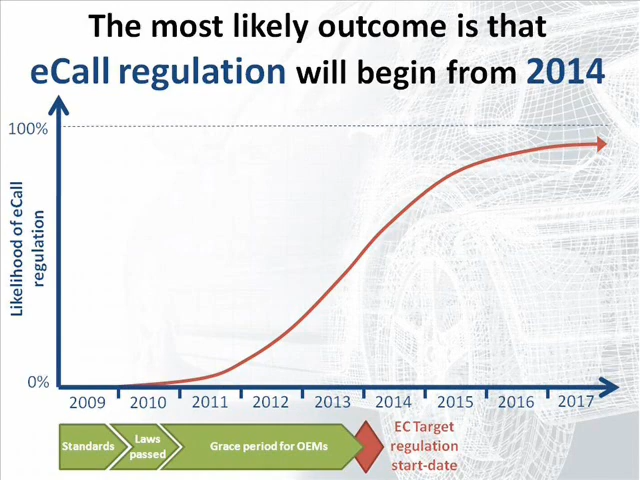 The most likely outcome is that
eCall regulation will begin from 2014
100%
Likelihood of eCall
regulation
0%
2009 2010 2011 2012 2013 2014 2015 2016 2017
Standards
Laws
passed
Grace period for OEMs
EC Target
regulation
start-date